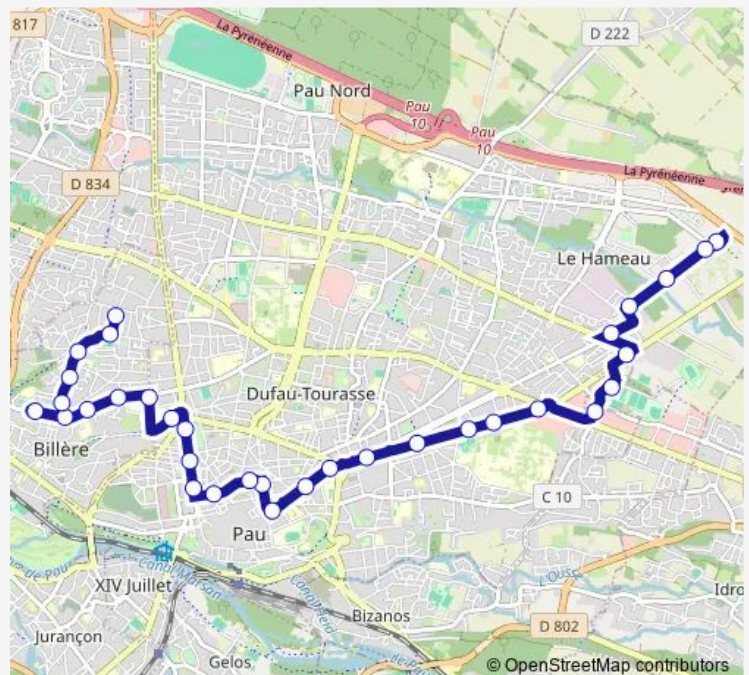 817
La Pyrénéenne
D 222
Pau Nord
Pau
10
Pau
10
La Pyrénéenne
D 834
Le Hameau
Dufau-Tourasse
Billère
C 10
Pau
XIV Juillet
L'Ousse
Idro
Bizanos
D 802
Jurançon
Gelos
© OpenStreetMap contributors